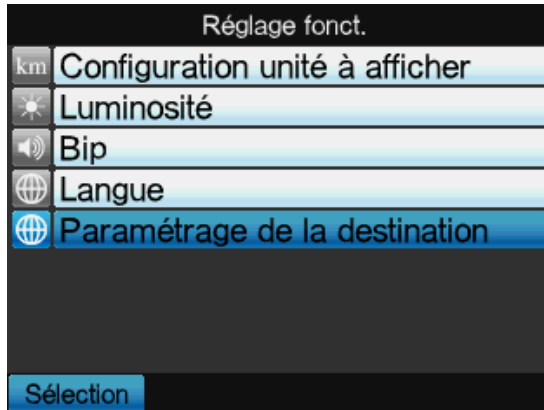 Réglage fonct.
km Configuration unité à afficher
Luminosité
Bip
Langue
Paramétrage de la destination
Sélection